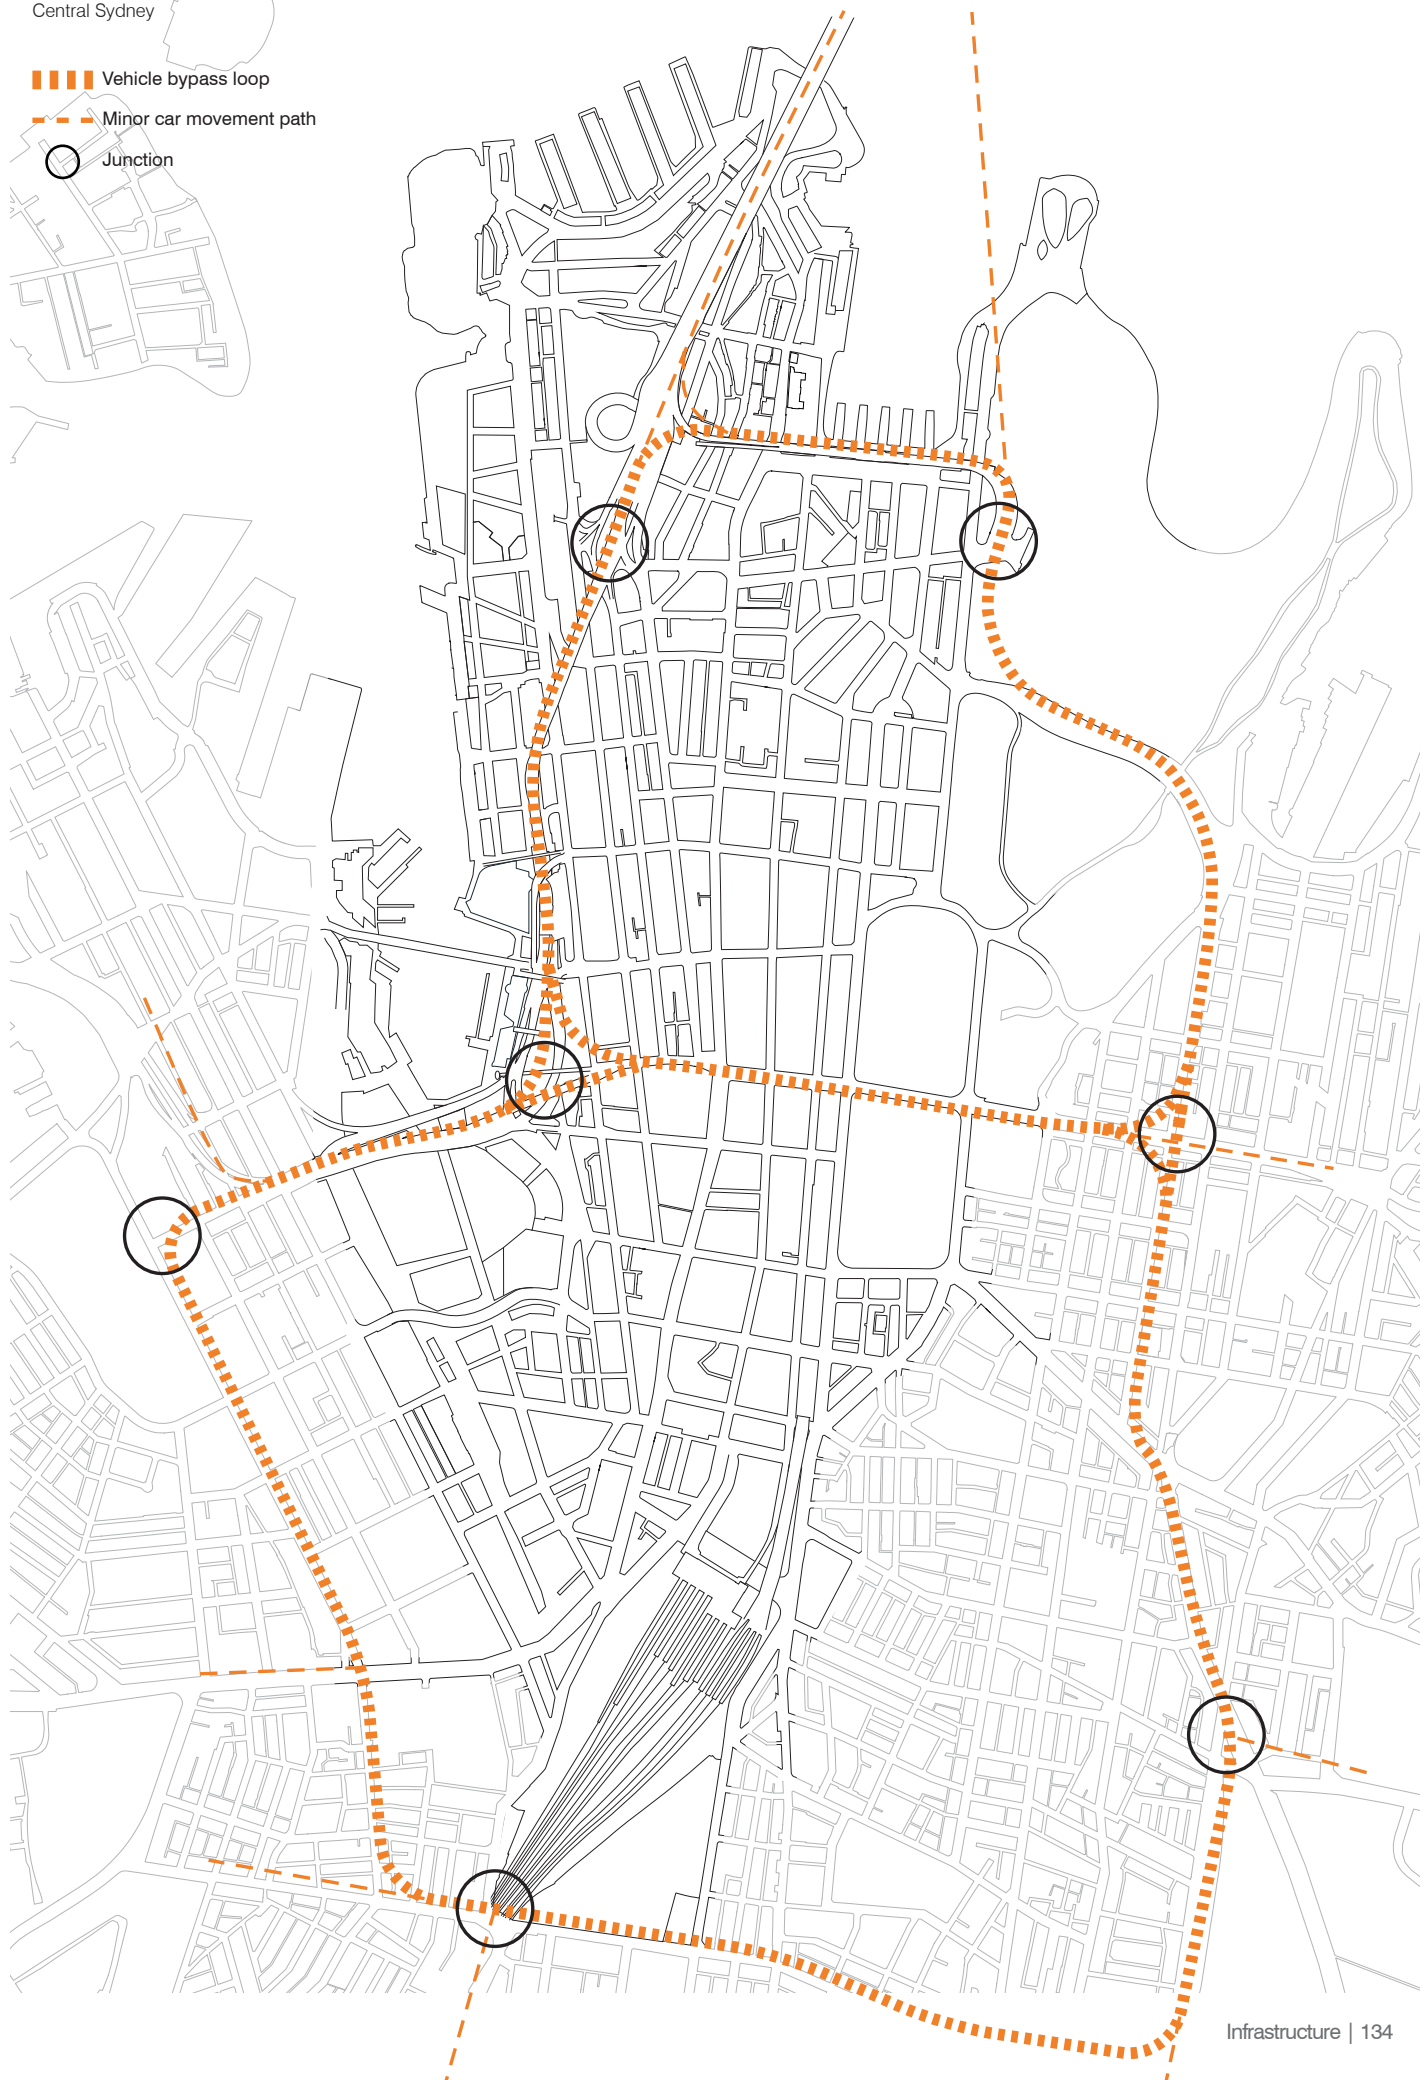 Central Sydney
Vehicle bypass loop
Minor car movement path
Junction
Infrastructure | 134